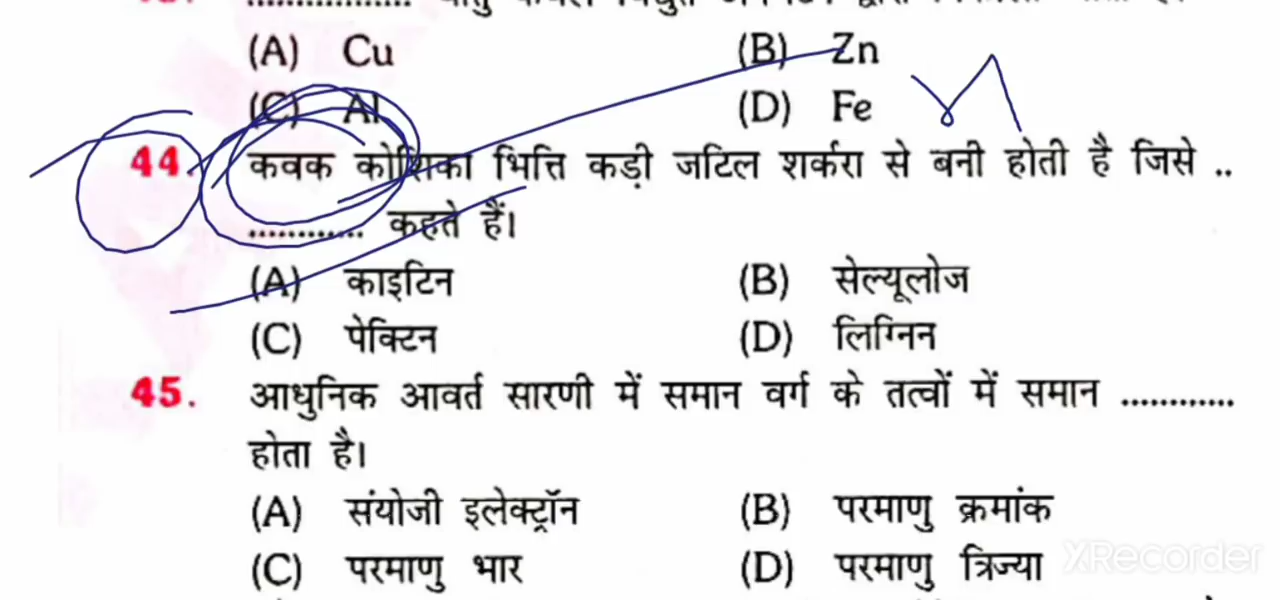 (A) Cu (B) Zn
(C) Al (D) Fe
44. कवक कोशिका भित्ति कड़ी जटिल शर्करा से बनी होती है जिसे ..
............ कहते हैं।
(A) काइटिन (B) सेल्यूलोज
(C) पेक्टिन (D) लिग्निन
45. आधुनिक आवर्त सारणी में समान वर्ग के तत्वों में समान ............
होता है।
(A) संयोजी इलेक्ट्रॉन (B) परमाणु क्रमांक
(C) परमाणु भार (D) परमाणु त्रिज्या
XRecorder